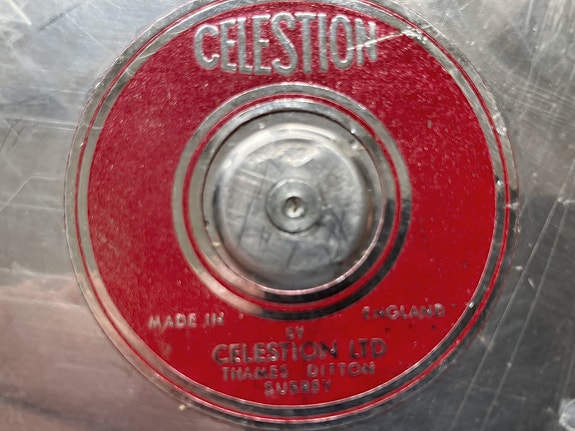 CELESTION
MADE IN ENGLAND
BY
CELESTION LTD
THAMES DITTON
SURREY